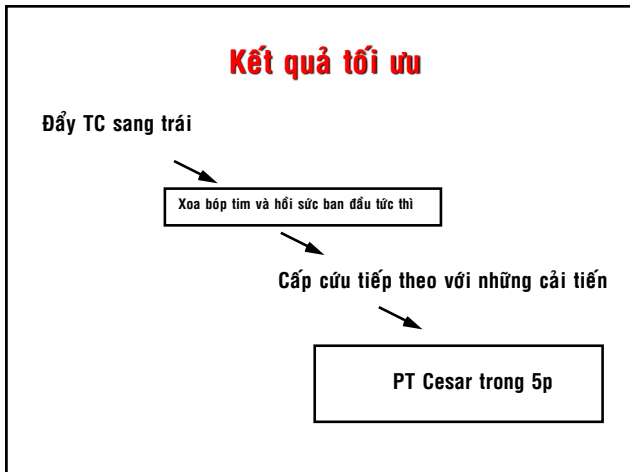 Kết quả tối ưu
Đẩy TC sang trái
Xoa bóp tim và hồi sức ban đầu tức thì
Cấp cứu tiếp theo với những cải tiến
PT Cesar trong 5p